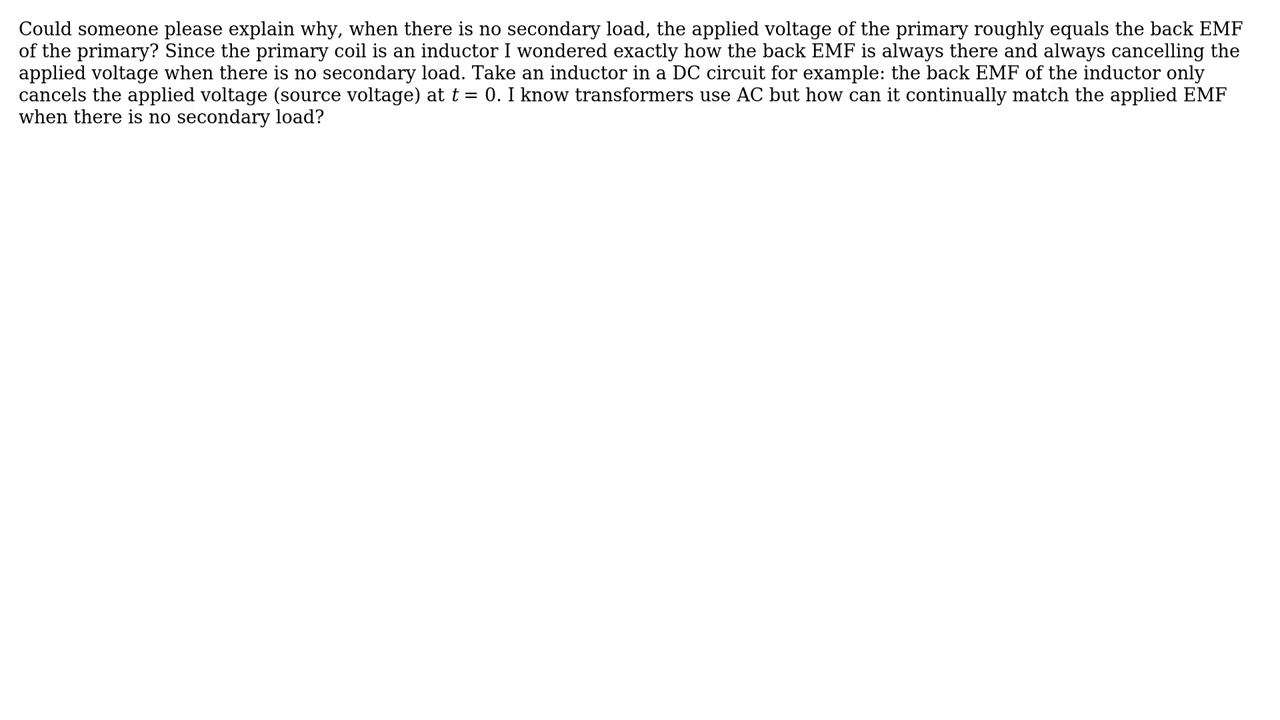 Could someone please explain why, when there is no secondary load, the applied voltage of the primary roughly equals the back EMF
of the primary? Since the primary coil is an inductor I wondered exactly how the back EMF is always there and always cancelling the
applied voltage when there is no secondary load. Take an inductor in a DC circuit for example: the back EMF of the inductor only
cancels the applied voltage (source voltage) at t = 0. I know transformers use AC but how can it continually match the applied EMF
when there is no secondary load?